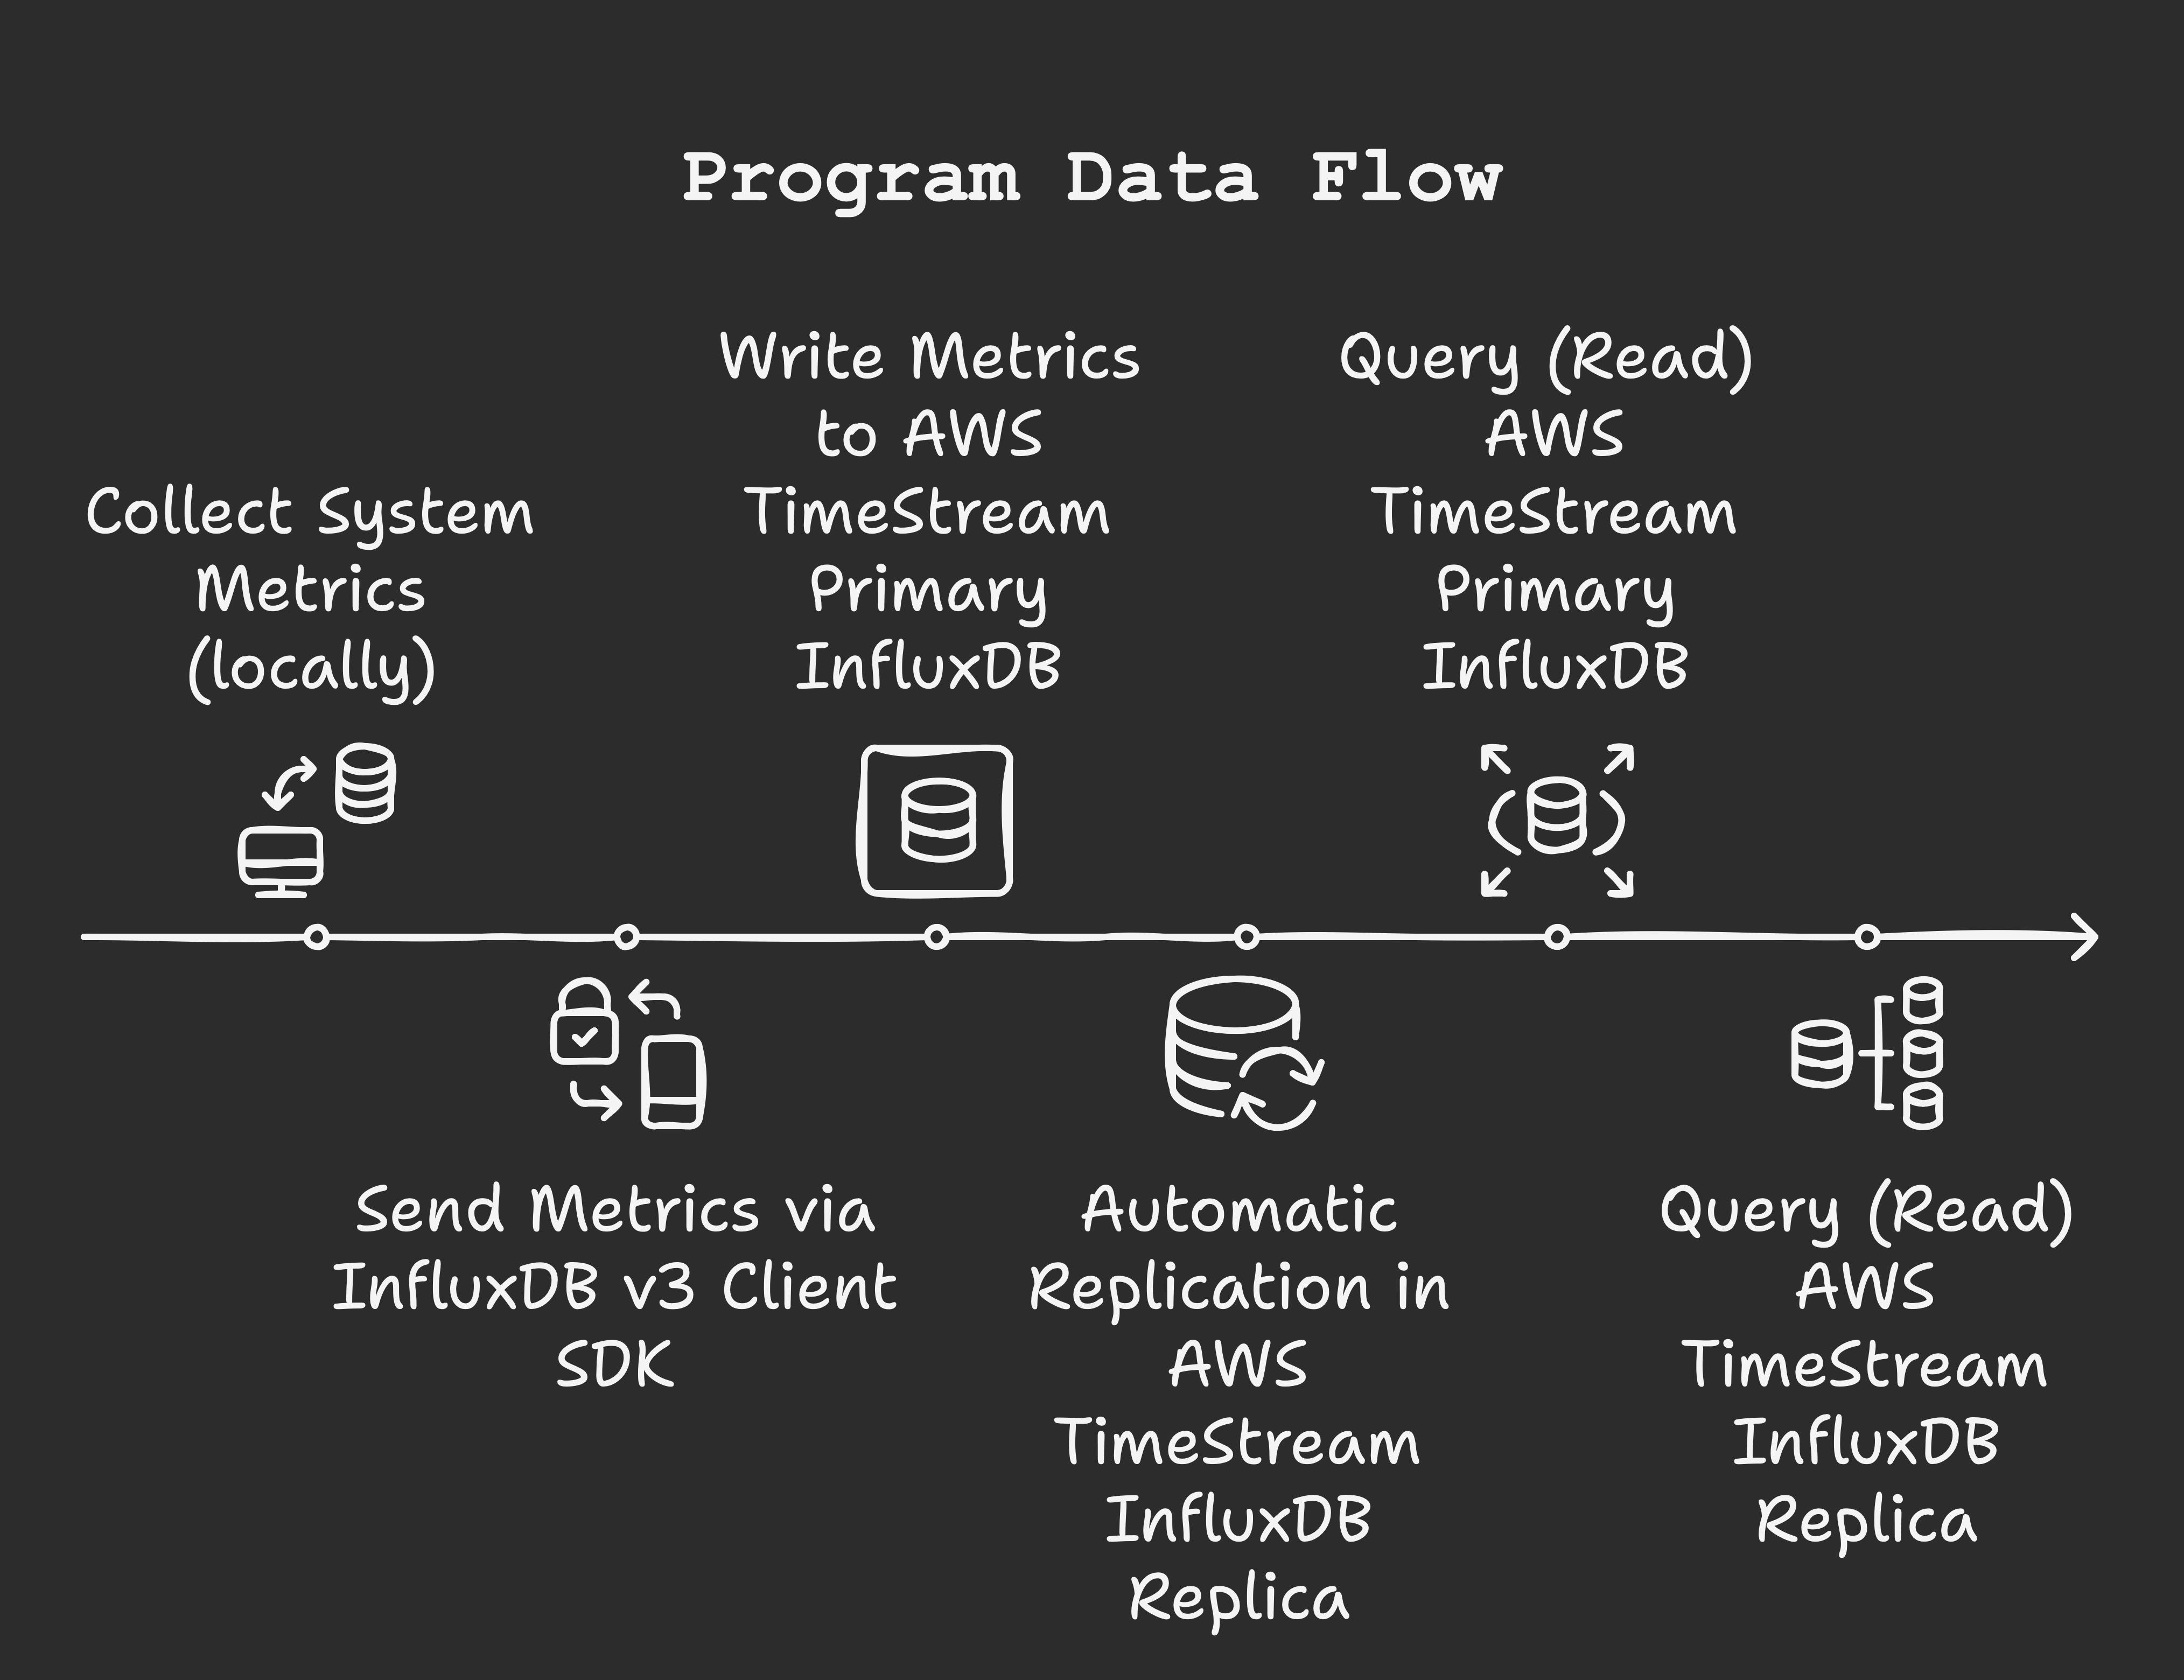 Program Data Flow
Collect System
Metrics
(locally)
Send Metrics via
InfluxDB v3 Client
SDK
Write Metrics
to AWS
TimeStream
Primary
InfluxDB
Automatic
Replication in
AWS
TimeStream
InfluxDB
Replica
Query (Read)
AWS
TimeStream
Primary
InfluxDB
Query (Read)
AWS
TimeStream
InfluxDB
Replica